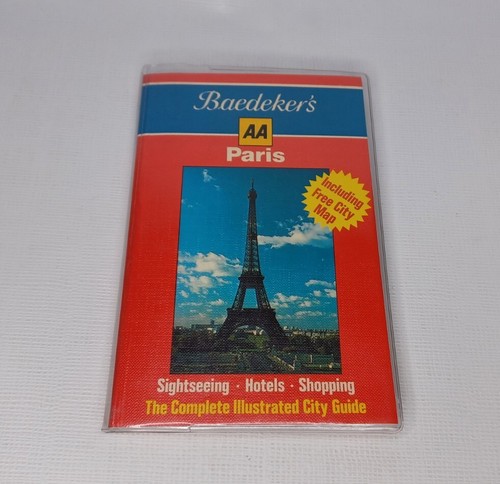 Baedeker's
AA
Paris
Including
Free City
Map
Sightseeing · Hotels · Shopping
The Complete Illustrated City Guide